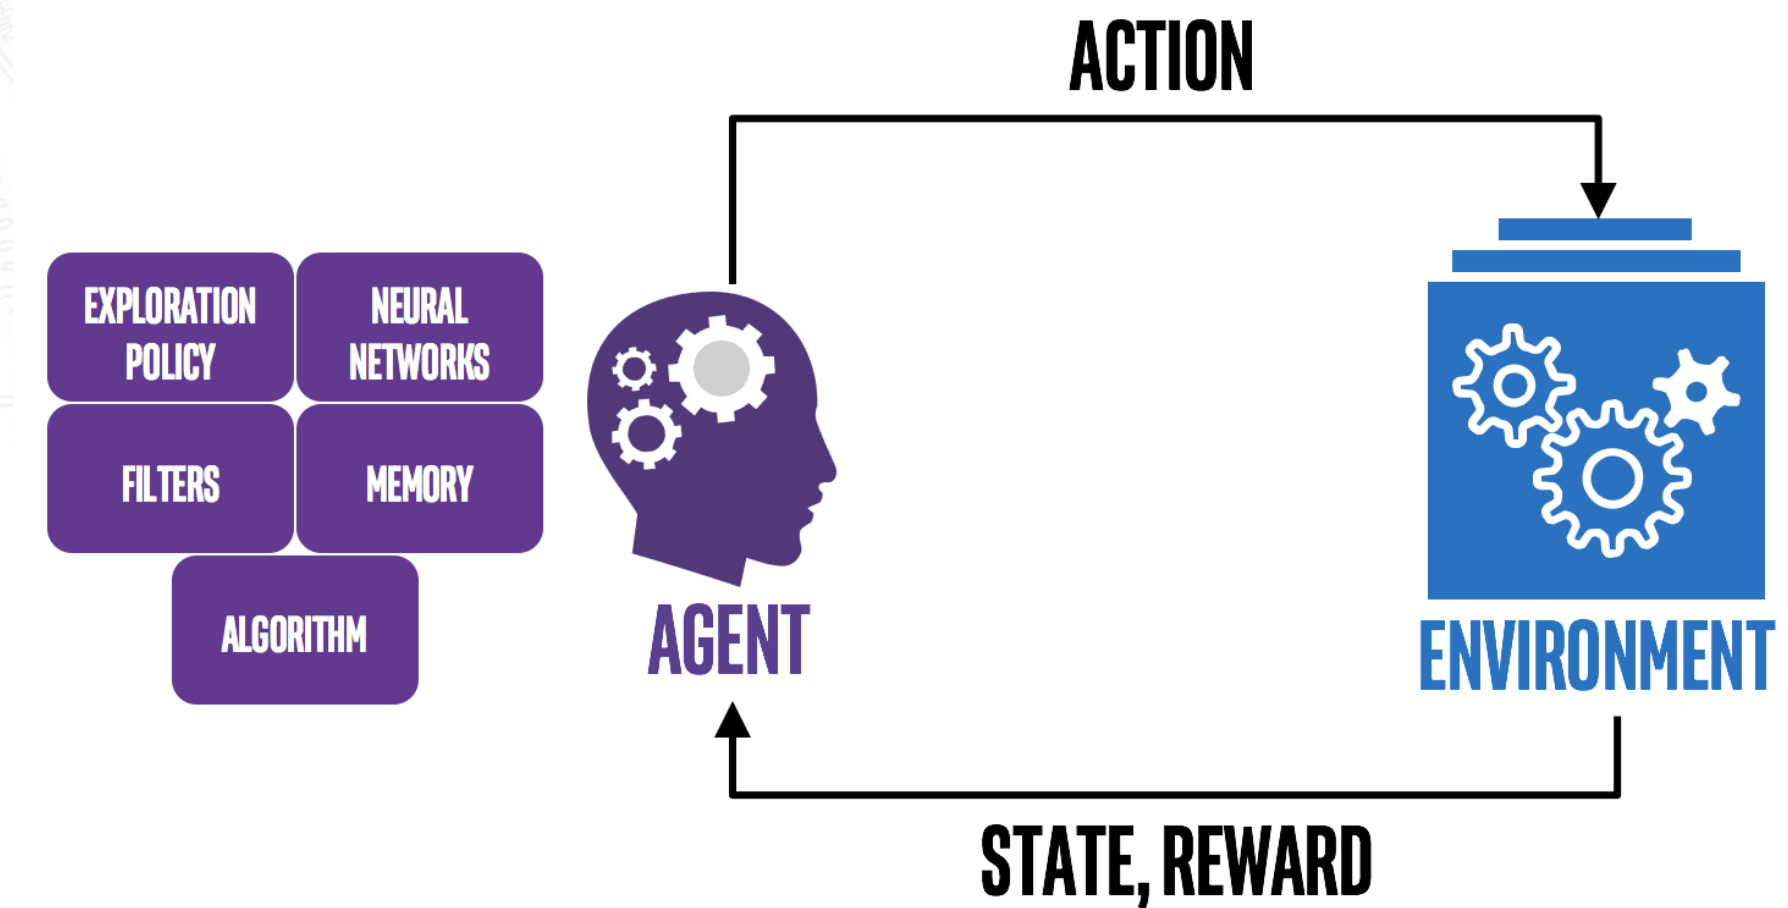 ACTION
EXPLORATION
POLICY
NEURAL
NETWORKS
FILTERS
MEMORY
ALGORITHM
AGENT
ENVIRONMENT
STATE, REWARD